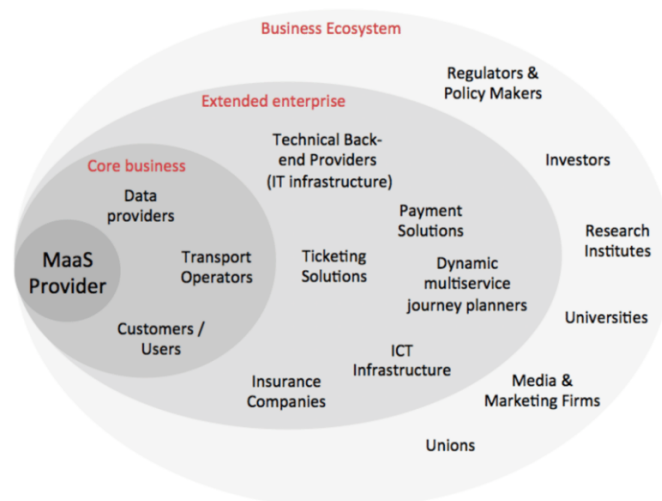 Business Ecosystem
Regulators &
Policy Makers
Extended enterprise
Technical Back-
end Providers
(IT infrastructure)
Investors
Core business
Data
providers
Payment
Solutions
Research
Institutes
MaaS
Provider
Transport
Operators
Ticketing
Solutions
Dynamic
multiservice
journey planners
Universities
Customers /
Users
ICT
Infrastructure
Insurance
Companies
Media &
Marketing Firms
Unions